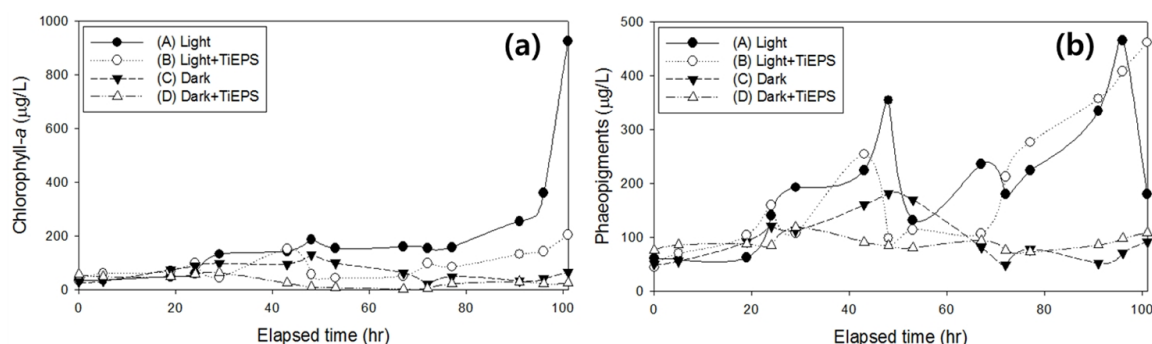 (a)
Chlorophyll-a (μg/L)
1000
800
600
400
200
0
(A) Light
(B) Light+TiEPS
(C) Dark
(D) Dark+TiEPS
0 20 40 60 80 100
Elapsed time (hr)
(b)
Phaeopigments (μg/L)
500
400
300
200
100
0
(A) Light
(B) Light+TiEPS
(C) Dark
(D) Dark+TiEPS
0 20 40 60 80 100
Elapsed time (hr)